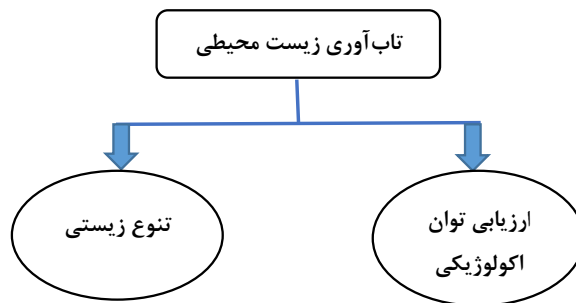 تاب‌آوری زیست محیطی
ارزیابی توان
اکولوژیکی
تنوع زیستی